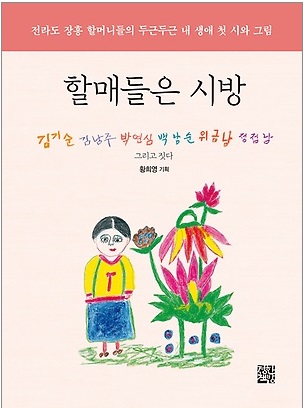 전라도 장흥 할머니들의 두근두근 내 생애 첫 시와 그림
할매들은 시방
김기순 김남주 박연심 백남순 위금남 정점남
그리고 짓다
황희영 기획